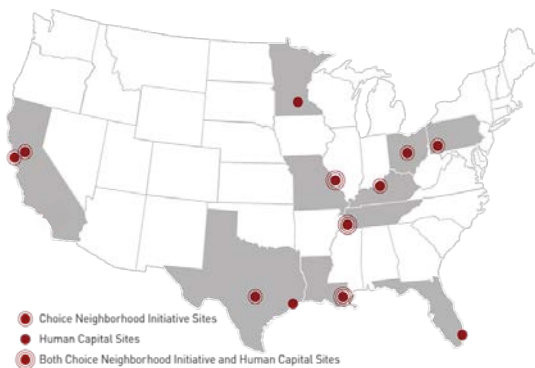 Choice Neighborhood Initiative Sites
Human Capital Sites
Both Choice Neighborhood Initiative and Human Capital Sites